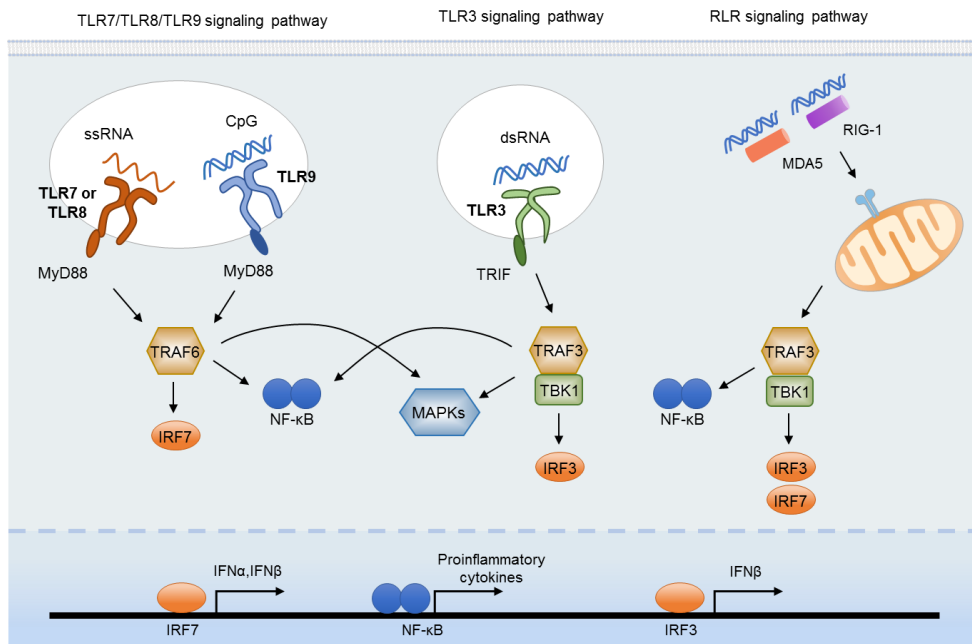 TLR7/TLR8/TLR9 signaling pathway
TLR3 signaling pathway
RLR signaling pathway
ssRNA
CpG
TLR7 or
TLR8
TLR9
MyD88
MyD88
dsRNA
TLR3
TRIF
RIG-1
MDA5
TRAF6
NF-κB
IRF7
MAPKs
TRAF3
TBK1
IRF3
TRAF3
TBK1
NF-κB
IRF3
IRF7
IFNα,IFNβ
IRF7
Proinflammatory
cytokines
NF-κB
IFNβ
IRF3